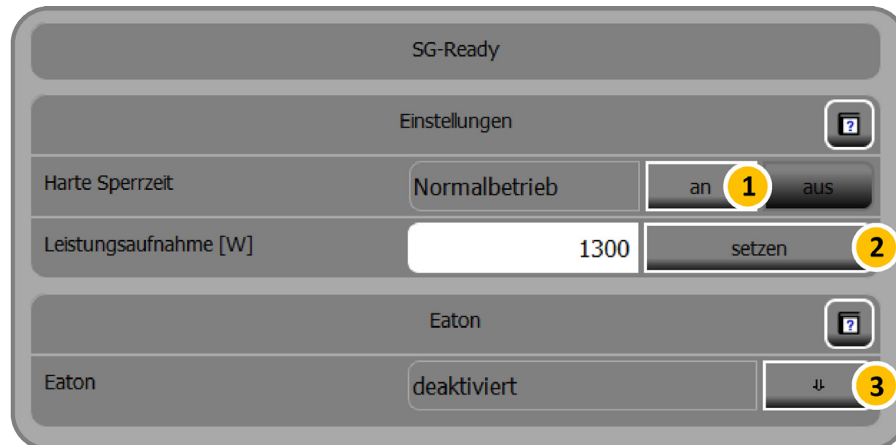 SG-Ready
Einstellungen ?
Harte Sperrzeit Normalbetrieb an 1 aus
Leistungsaufnahme [W] 1300 setzen 2
Eaton ?
Eaton deaktiviert ⥥ 3